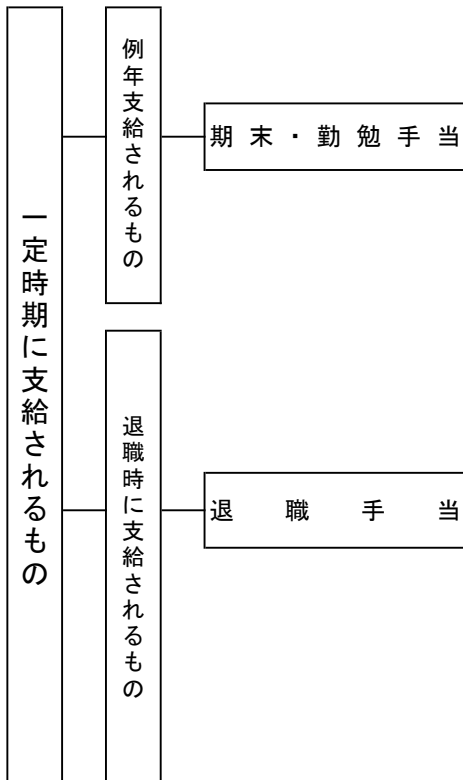 一定時期に支給されるもの
例年支給されるもの
期末・勤勉手当
退職時に支給されるもの
退職手当